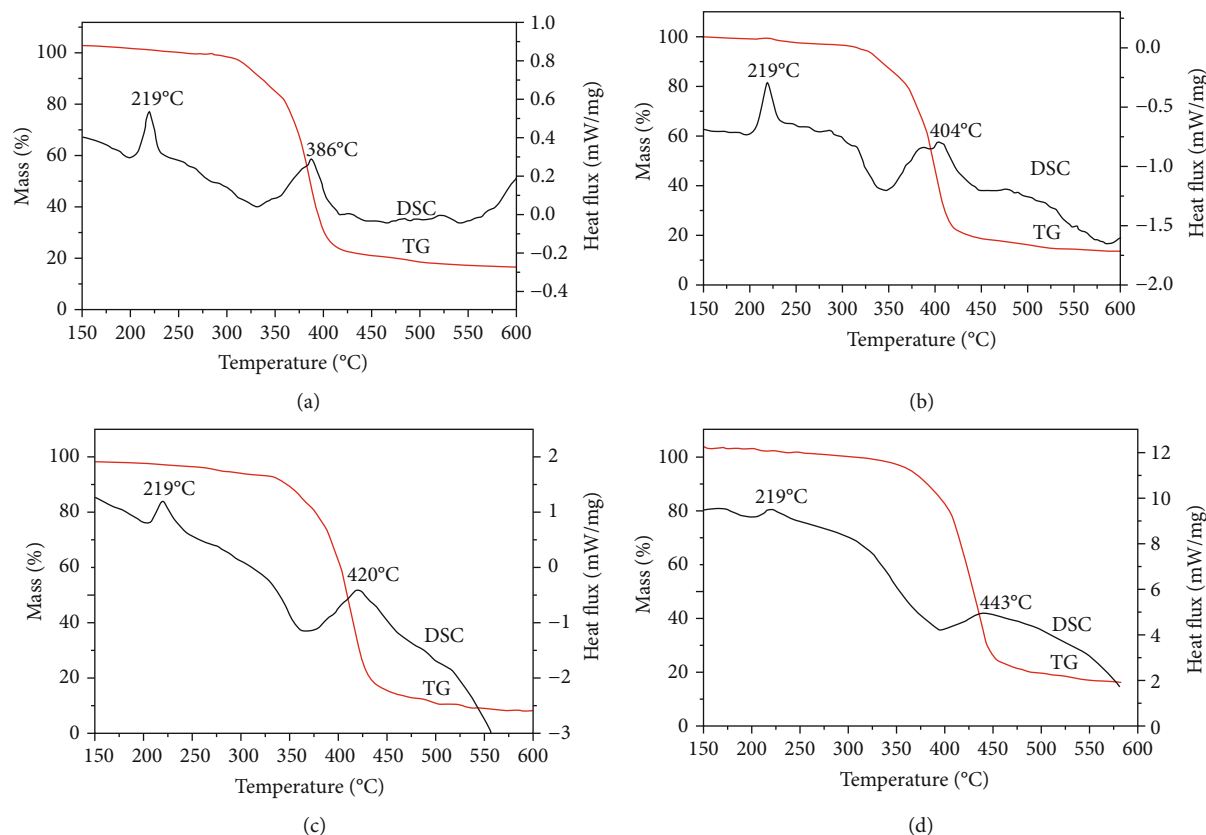 100
80
60
40
20
0
Mass (%)
150 200 250 300 350 400 450 500 550 600
Temperature (°C)
1.0
0.8
0.6
0.4
0.2
0.0
−0.2
−0.4
Heat flux (mW/mg)
219°C
386°C
DSC
TG
(a)
100
80
60
40
20
0
Mass (%)
150 200 250 300 350 400 450 500 550 600
Temperature (°C)
0.0
−0.5
−1.0
−1.5
−2.0
Heat flux (mW/mg)
219°C
404°C
DSC
TG
(b)
100
80
60
40
20
0
Mass (%)
150 200 250 300 350 400 450 500 550 600
Temperature (°C)
2
1
0
−1
−2
−3
Heat flux (mW/mg)
219°C
420°C
DSC
TG
(c)
100
80
60
40
20
0
Mass (%)
150 200 250 300 350 400 450 500 550 600
Temperature (°C)
12
10
8
6
4
2
0
Heat flux (mW/mg)
219°C
443°C
DSC
TG
(d)